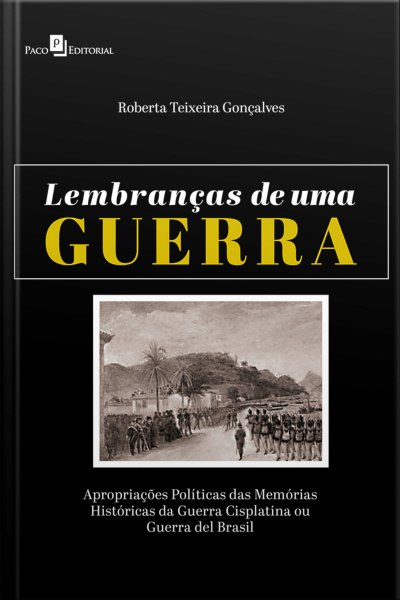 PACO EDITORIAL
Roberta Teixeira Gonçalves
Lembranças de uma
GUERRA
Apropriações Políticas das Memórias
Históricas da Guerra Cisplatina ou
Guerra del Brasil